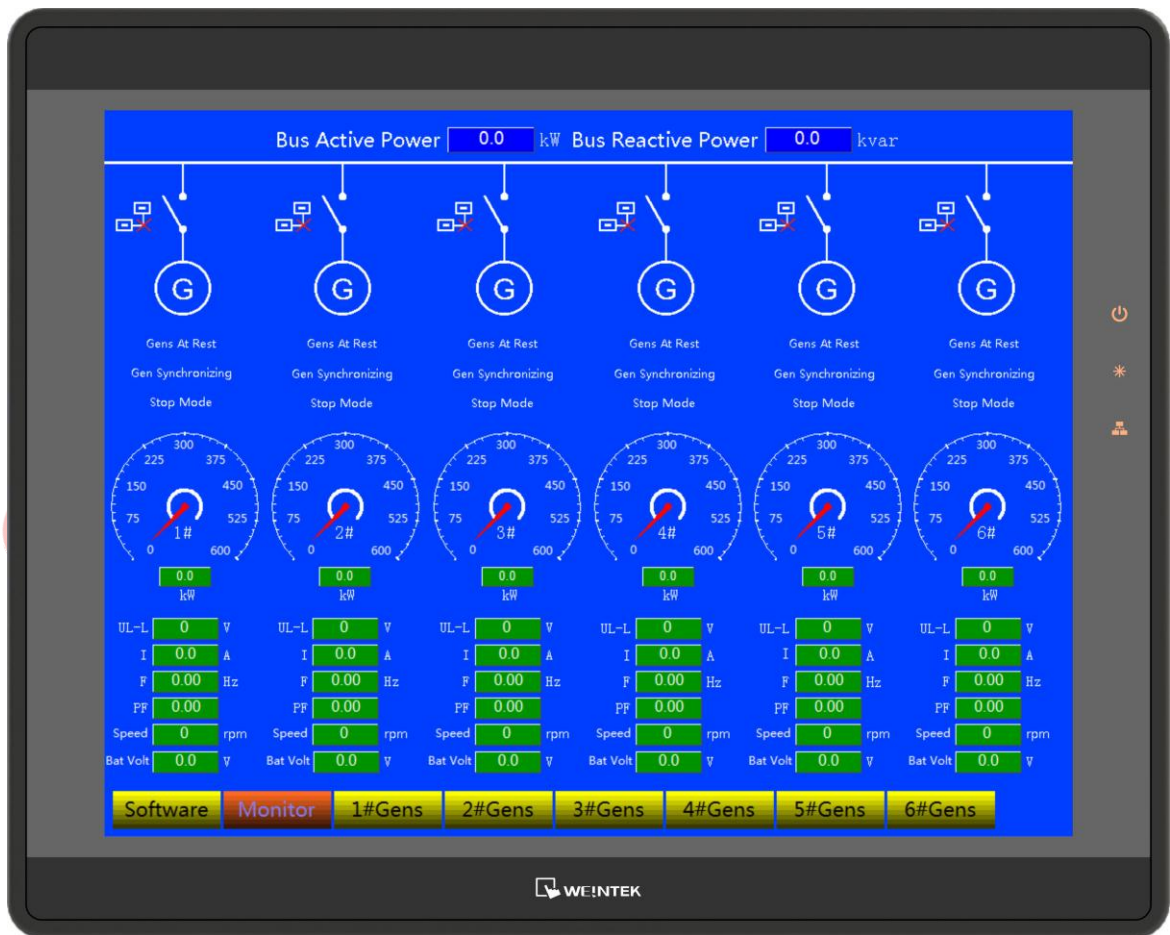 Bus Active Power 0.0 kW Bus Reactive Power 0.0 kvar
G G G G G G
Gens At Rest Gens At Rest Gens At Rest Gens At Rest Gens At Rest Gens At Rest
Gen Synchronizing Gen Synchronizing Gen Synchronizing Gen Synchronizing Gen Synchronizing Gen Synchronizing
Stop Mode Stop Mode Stop Mode Stop Mode Stop Mode Stop Mode
300 300 300 300 300 300
225 375 225 375 225 375 225 375 225 375 225 375
150 450 150 450 150 450 150 450 150 450 150 450
75 525 75 525 75 525 75 525 75 525 75 525
1# 2# 3# 4# 5# 6#
0 600 0 600 0 600 0 600 0 600 0 600
0.0 0.0 0.0 0.0 0.0 0.0
kW kW kW kW kW kW
UL-L 0 V UL-L 0 V UL-L 0 V UL-L 0 V UL-L 0 V UL-L 0 V
I 0.0 A I 0.0 A I 0.0 A I 0.0 A I 0.0 A I 0.0 A
F 0.00 Hz F 0.00 Hz F 0.00 Hz F 0.00 Hz F 0.00 Hz F 0.00 Hz
PF 0.00 PF 0.00 PF 0.00 PF 0.00 PF 0.00 PF 0.00
Speed 0 rpm Speed 0 rpm Speed 0 rpm Speed 0 rpm Speed 0 rpm Speed 0 rpm
Bat Volt 0.0 V Bat Volt 0.0 V Bat Volt 0.0 V Bat Volt 0.0 V Bat Volt 0.0 V Bat Volt 0.0 V
Software Monitor 1#Gens 2#Gens 3#Gens 4#Gens 5#Gens 6#Gens
WE!NTEK